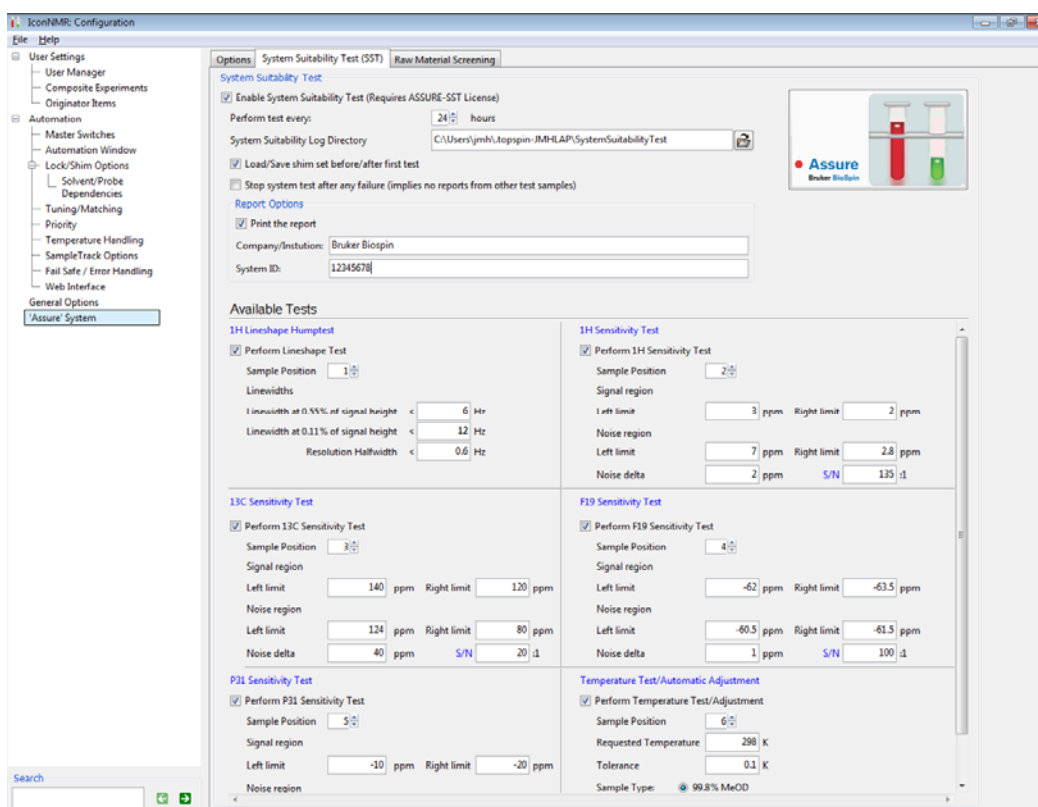 IconNMR: Configuration
File Help
User Settings
User Manager
Composite Experiments
Originator Items
Automation
Master Switches
Automation Window
Lock/Shim Options
Solvent/Probe
Dependencies
Tuning/Matching
Priority
Temperature Handling
SampleTrack Options
Fail Safe / Error Handling
Web Interface
General Options
'Assure' System
Search
Options System Suitability Test (SST) Raw Material Screening
System Suitability Test
Enable System Suitability Test (Requires ASSURE-SST License)
Perform test every: 24 hours
System Suitability Log Directory C:\Users\jmh\.topspin-JMHLAP\SystemSuitabilityTest
Load/Save shim set before/after first test
Stop system test after any failure (implies no reports from other test samples)
Assure
Bruker BioSpin
Report Options
Print the report
Company/Instution: Bruker Biospin
System ID: 12345678
Available Tests
1H Lineshape Humptest
Perform Lineshape Test
Sample Position 1
Linewidths
Linewidth at 0.55% of signal height < 6 Hz
Linewidth at 0.11% of signal height < 12 Hz
Resolution Halfwidth < 0.6 Hz
1H Sensitivity Test
Perform 1H Sensitivity Test
Sample Position 2
Signal region
Left limit 3 ppm Right limit 2 ppm
Noise region
Left limit 7 ppm Right limit 2.8 ppm
Noise delta 2 ppm S/N 135 :1
13C Sensitivity Test
Perform 13C Sensitivity Test
Sample Position 3
Signal region
Left limit 140 ppm Right limit 120 ppm
Noise region
Left limit 124 ppm Right limit 80 ppm
Noise delta 40 ppm S/N 20 :1
F19 Sensitivity Test
Perform F19 Sensitivity Test
Sample Position 4
Signal region
Left limit -62 ppm Right limit -63.5 ppm
Noise region
Left limit -60.5 ppm Right limit -61.5 ppm
Noise delta 1 ppm S/N 100 :1
P31 Sensitivity Test
Perform P31 Sensitivity Test
Sample Position 5
Signal region
Left limit -10 ppm Right limit -20 ppm
Noise region
Temperature Test/Automatic Adjustment
Perform Temperature Test/Adjustment
Sample Position 6
Requested Temperature 298 K
Tolerance 0.1 K
Sample Type: 99.8% MeOD